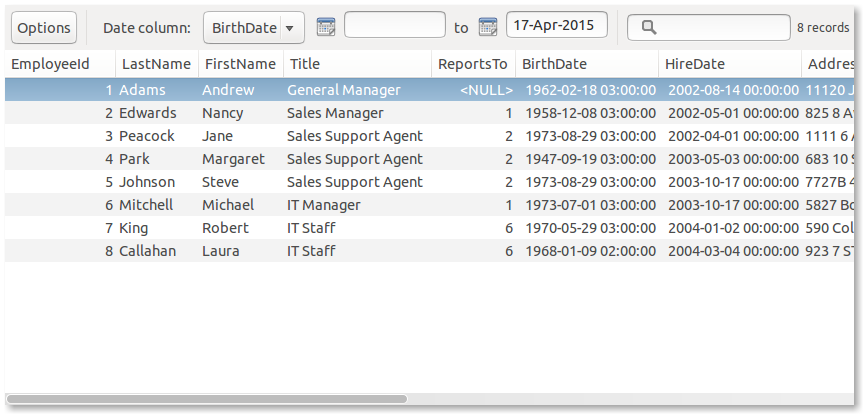 Options Date column: BirthDate to 17-Apr-2015 8 records
EmployeeId LastName FirstName Title ReportsTo BirthDate HireDate Addres
1 Adams Andrew General Manager <NULL> 1962-02-18 03:00:00 2002-08-14 00:00:00 11120 J
2 Edwards Nancy Sales Manager 1 1958-12-08 03:00:00 2002-05-01 00:00:00 825 8 A
3 Peacock Jane Sales Support Agent 2 1973-08-29 03:00:00 2002-04-01 00:00:00 1111 6 A
4 Park Margaret Sales Support Agent 2 1947-09-19 03:00:00 2003-05-03 00:00:00 683 10 S
5 Johnson Steve Sales Support Agent 2 1973-08-29 03:00:00 2003-10-17 00:00:00 7727B 4
6 Mitchell Michael IT Manager 1 1973-07-01 03:00:00 2003-10-17 00:00:00 5827 Bo
7 King Robert IT Staff 6 1970-05-29 03:00:00 2004-01-02 00:00:00 590 Col
8 Callahan Laura IT Staff 6 1968-01-09 02:00:00 2004-03-04 00:00:00 923 7 ST